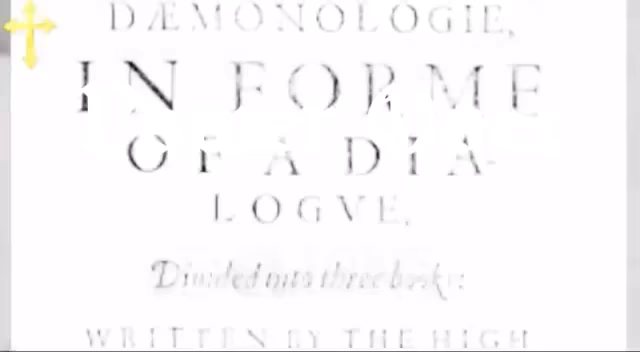 DÆMONOLOGIE,
IN FORME
OF A DIA-
LOGVE,
Diuided into three bookes:
WRITTEN BY THE HIGH